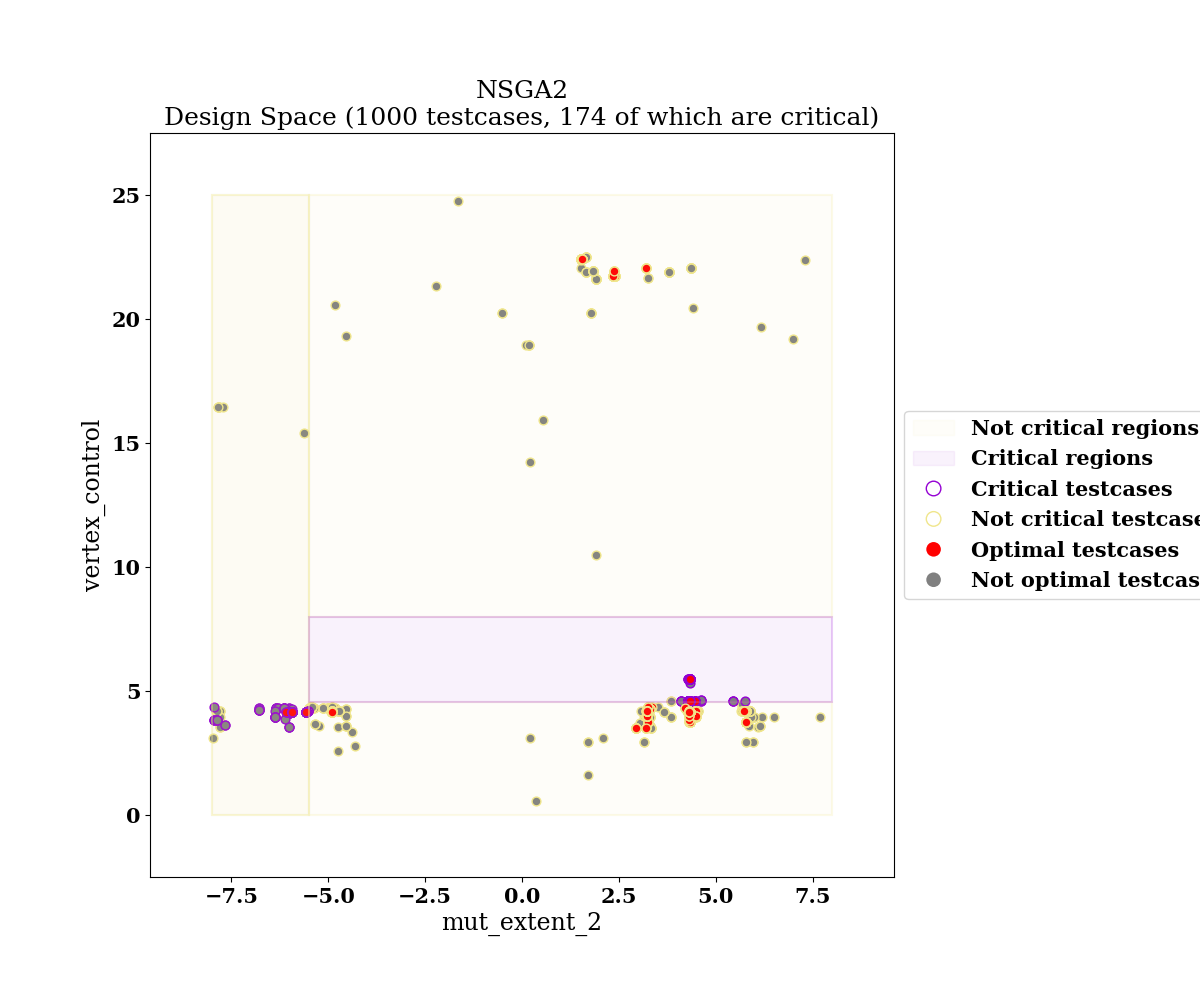 NSGA2
Design Space (1000 testcases, 174 of which are critical)
25
20
15
10
5
0
vertex_control
−7.5 −5.0 −2.5 0.0 2.5 5.0 7.5
mut_extent_2
Not critical regions
Critical regions
Critical testcases
Not critical testcase
Optimal testcases
Not optimal testcas